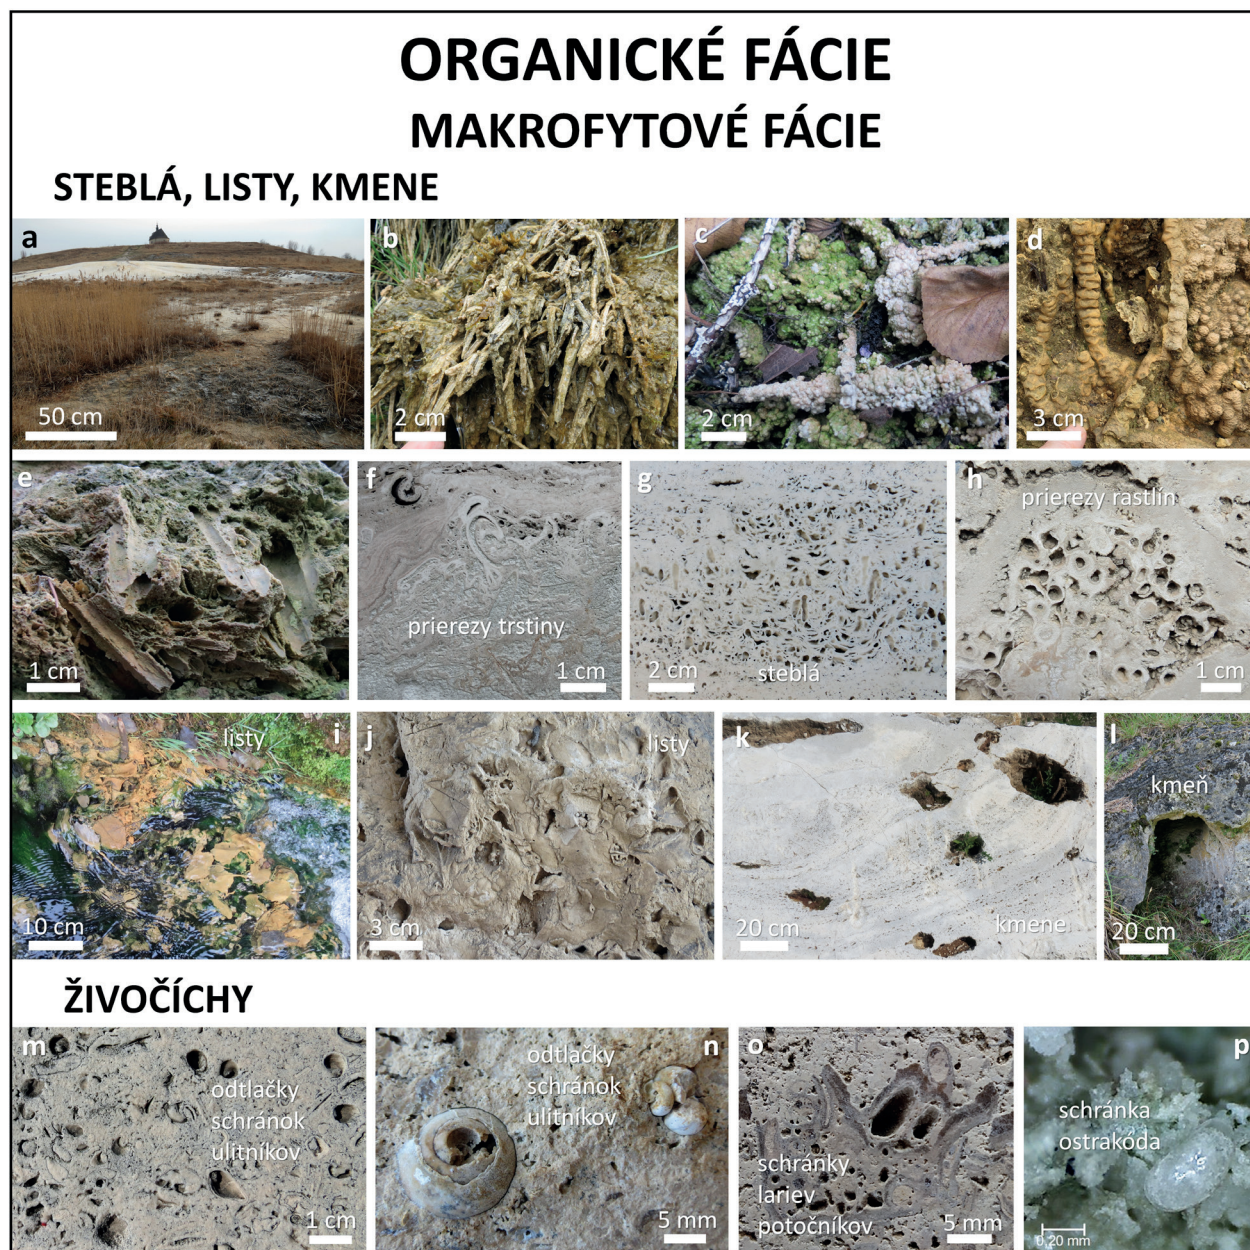 ORGANICKÉ FÁCIE
MAKROFYTOVÉ FÁCIE
STEBLÁ, LISTY, KMENE
a
50 cm
b
2 cm
c
2 cm
d
3 cm
e
1 cm
f
prierezy trstiny
1 cm
g
2 cm
steblá
h
prierezy rastlín
1 cm
listy
i
10 cm
j
listy
3 cm
k
20 cm
kmene
l
kmeň
20 cm
ŽIVOČÍCHY
m
odtlačky
schránok
ulitníkov
1 cm
n
odtlačky
schránok
ulitníkov
5 mm
o
schránky
lariev
potočníkov
5 mm
p
schránka
ostrakóda
0,20 mm